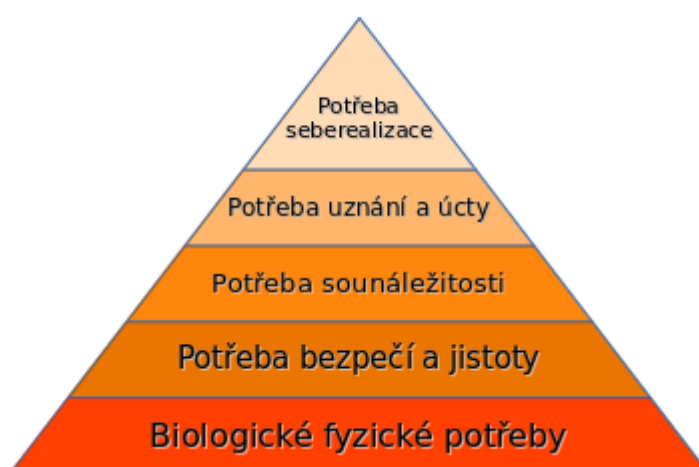 Potřeba
seberealizace
Potřeba uznání a úcty
Potřeba sounáležitosti
Potřeba bezpečí a jistoty
Biologické fyzické potřeby